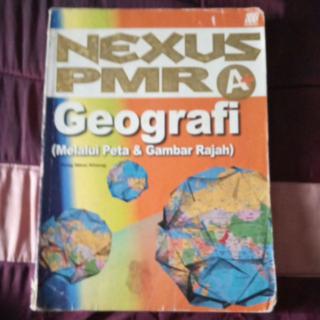 NEXUS
PMR A+
Geografi
(Melalui Peta & Gambar Rajah)